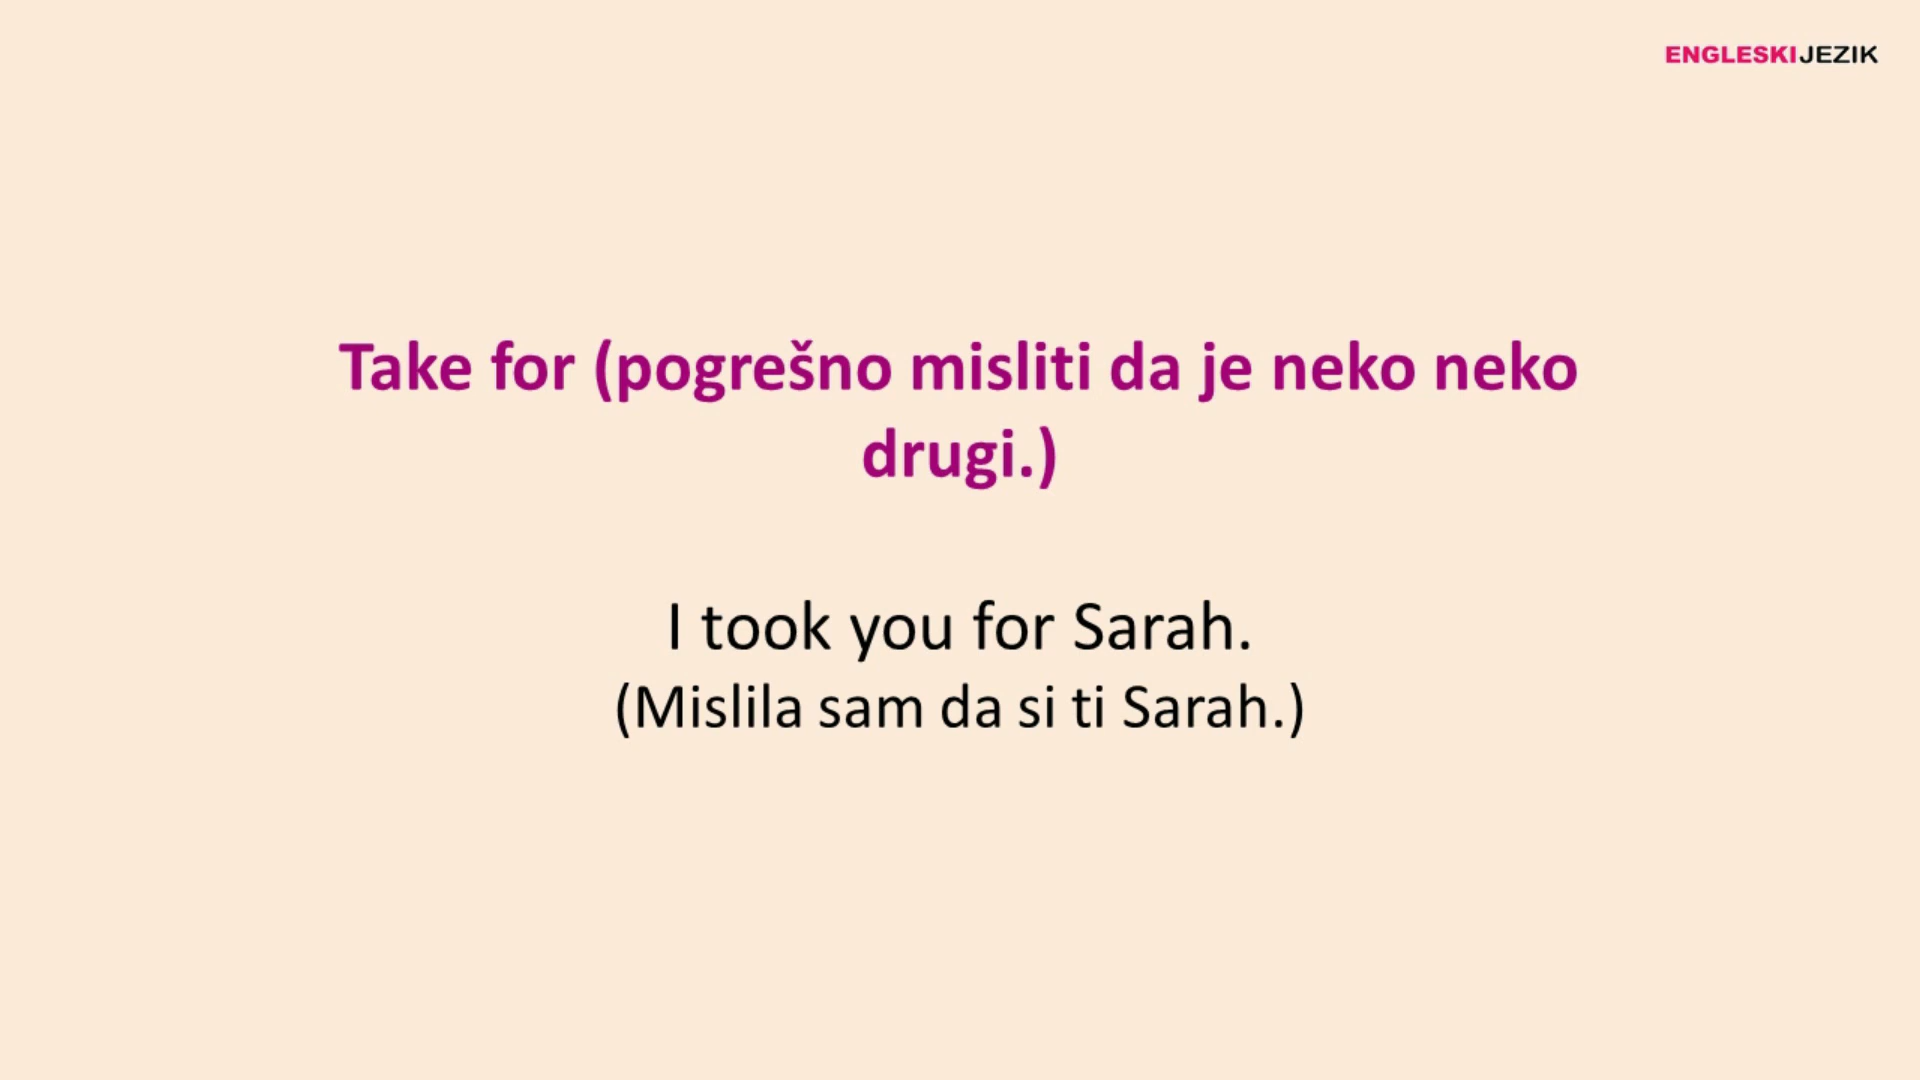 ENGLESKIJEZIK
Take for (pogrešno misliti da je neko neko
drugi.)
I took you for Sarah.
(Mislila sam da si ti Sarah.)